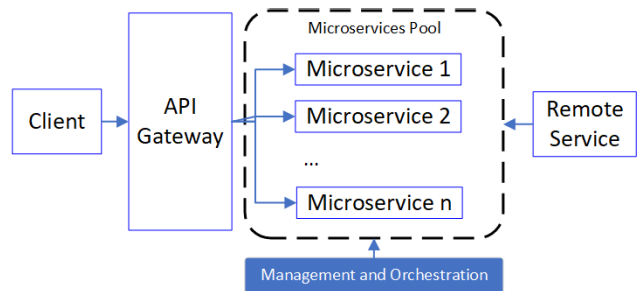 Microservices Pool
Client
API
Gateway
Microservice 1
Microservice 2
...
Microservice n
Remote
Service
Management and Orchestration